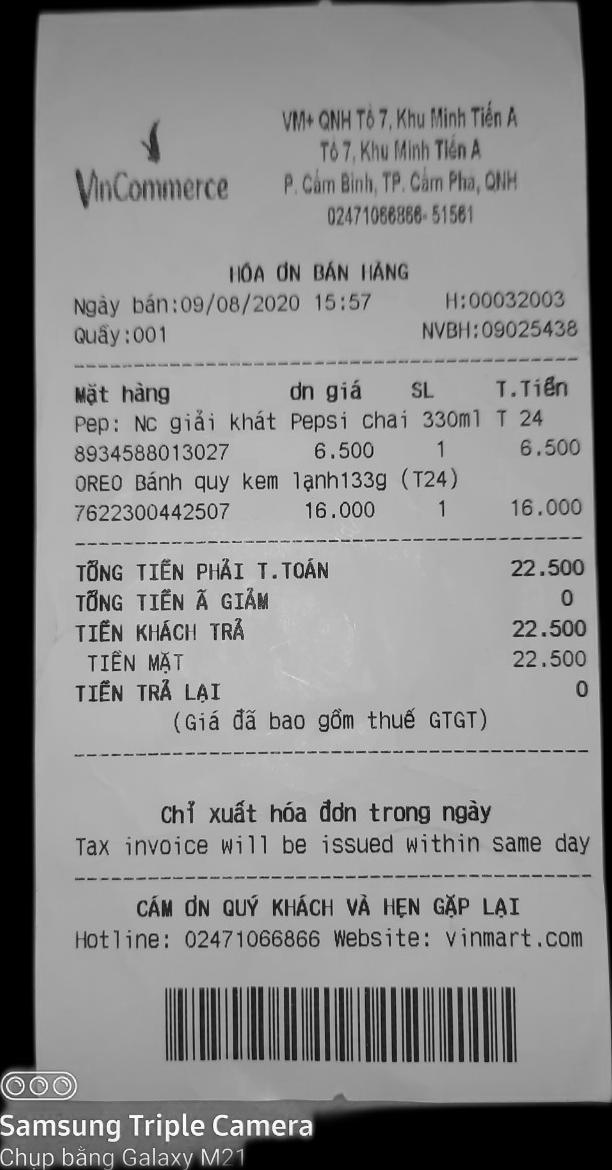 VinCommerce
VM+ QNH Tổ 7, Khu Minh Tiến A
Tổ 7, Khu Minh Tiến A
P. Cẩm Bình, TP. Cẩm Phả, QNH
02471066866-51561
HÓA ƠN BÁN HÀNG
Ngày bán:09/08/2020 15:57 H:00032003
Quầy:001 NVBH:09025438
Mặt hàng ơn giá SL T.Tiền
Pep: Nc giải khát Pepsi chai 330ml T 24
8934588013027 6.500 1 6.500
OREO Bánh quy kem lạnh133g (T24)
7622300442507 16.000 1 16.000
TỔNG TIỀN PHẢI T.TOÁN 22.500
TỔNG TIỀN Ã GIẢM 0
TIỀN KHÁCH TRẢ 22.500
TIỀN MẶT 22.500
TIỀN TRẢ LẠI 0
(Giá đã bao gồm thuế GTGT)
Chỉ xuất hóa đơn trong ngày
Tax invoice will be issued within same day
CÁM ƠN QUÝ KHÁCH VÀ HẸN GẶP LẠI
Hotline: 02471066866 Website: vinmart.com
Samsung Triple Camera
Chụp bằng Galaxy M21